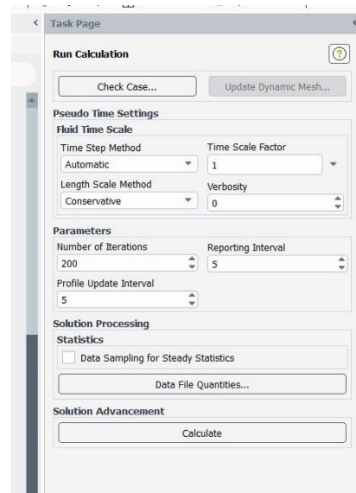 Task Page
Run Calculation
Check Case...
Update Dynamic Mesh...
Pseudo Time Settings
Fluid Time Scale
Time Step Method
Time Scale Factor
Automatic
1
Length Scale Method
Verbosity
Conservative
0
Parameters
Number of Iterations
Reporting Interval
200
5
Profile Update Interval
5
Solution Processing
Statistics
Data Sampling for Steady Statistics
Data File Quantities...
Solution Advancement
Calculate